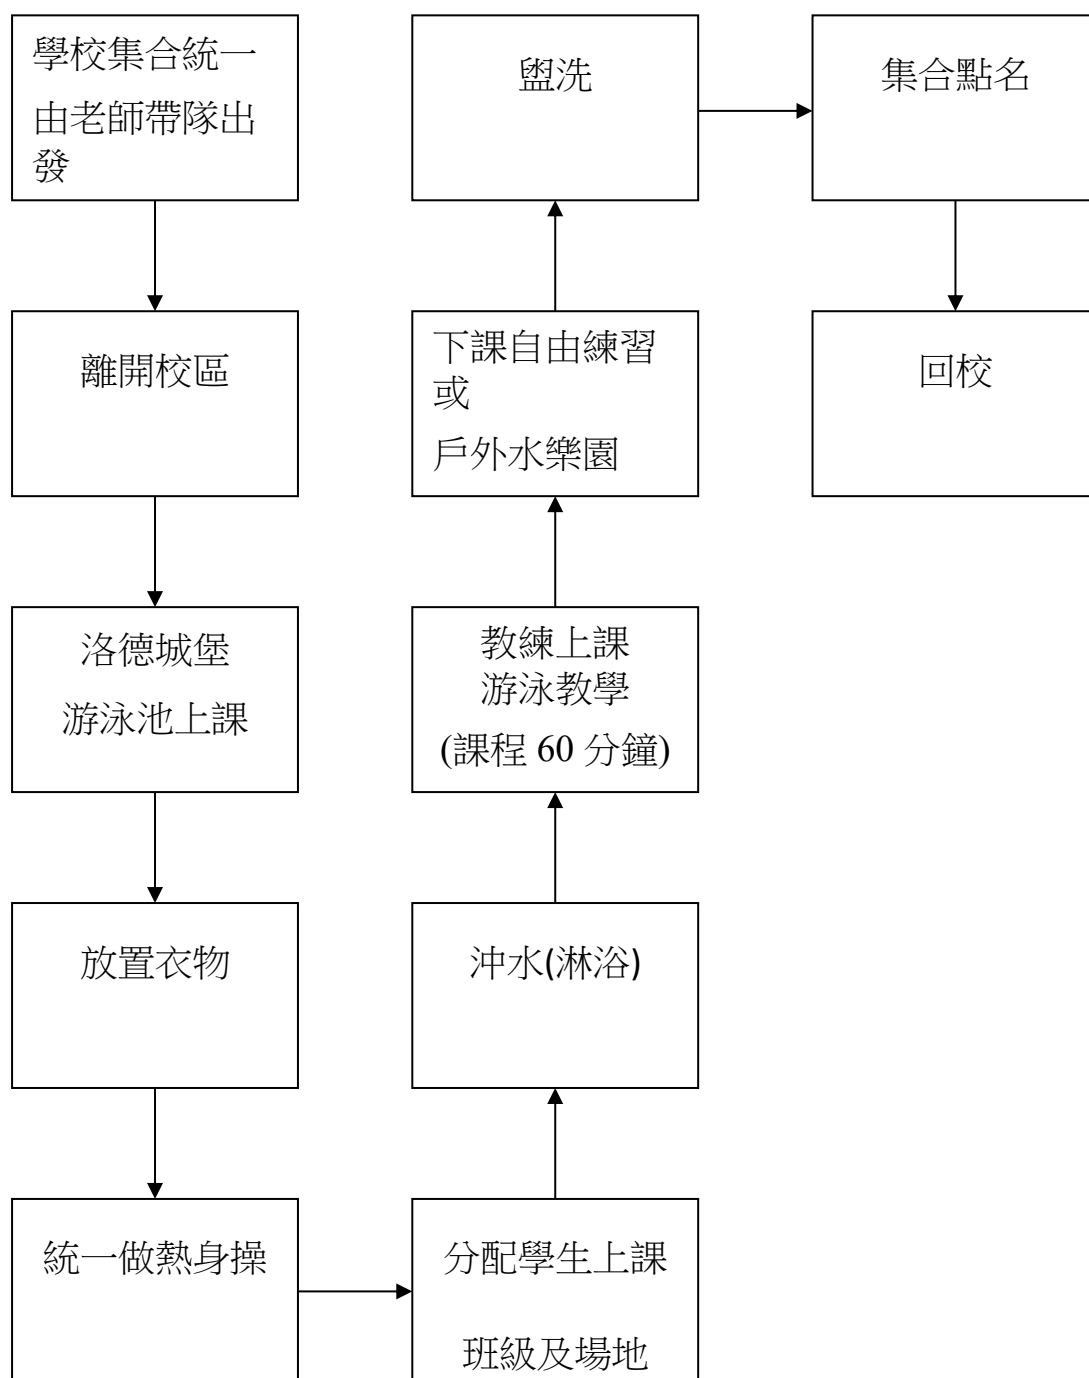 學校集合統一
由老師帶隊出
發
離開校區
洛德城堡
游泳池上課
放置衣物
統一做熱身操
分配學生上課
班級及場地
沖水(淋浴)
教練上課
游泳教學
(課程 60 分鐘)
下課自由練習
或
戶外水樂園
盥洗
集合點名
回校